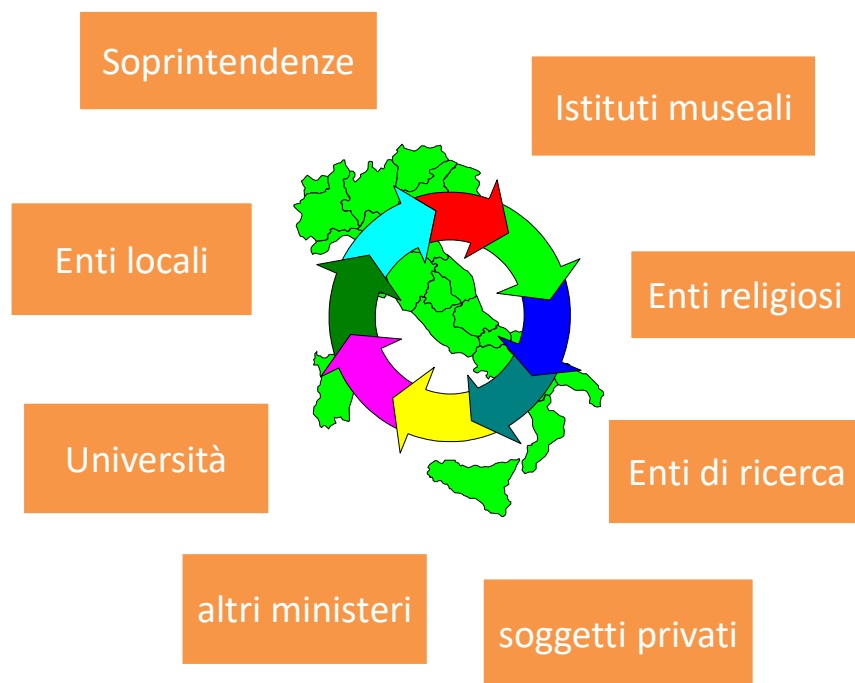 Soprintendenze
Istituti museali
Enti locali
Enti religiosi
Università
Enti di ricerca
altri ministeri
soggetti privati